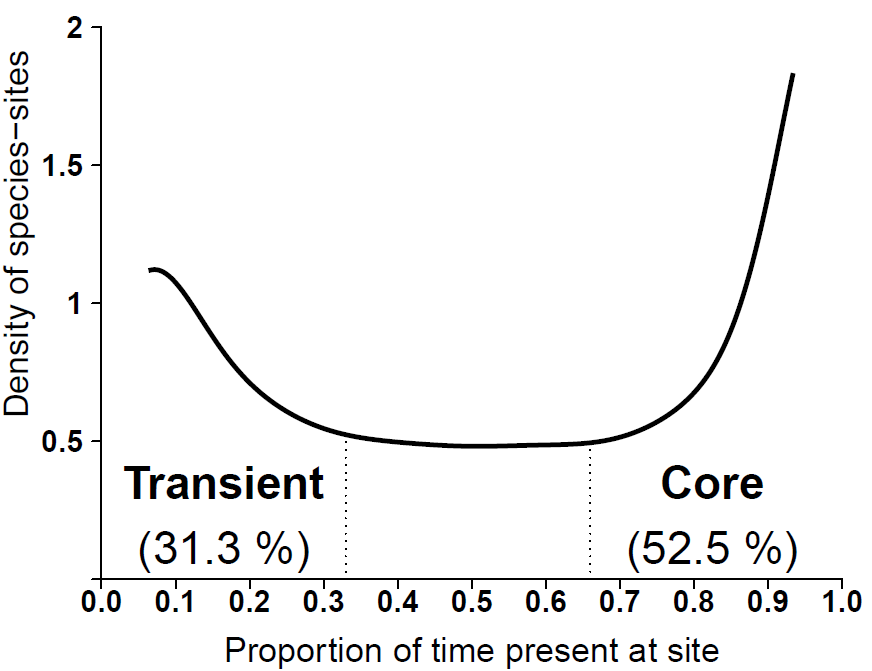 Density of species−sites
2
1.5
1
0.5
Transient
(31.3 %)
Core
(52.5 %)
0.0 0.1 0.2 0.3 0.4 0.5 0.6 0.7 0.8 0.9 1.0
Proportion of time present at site